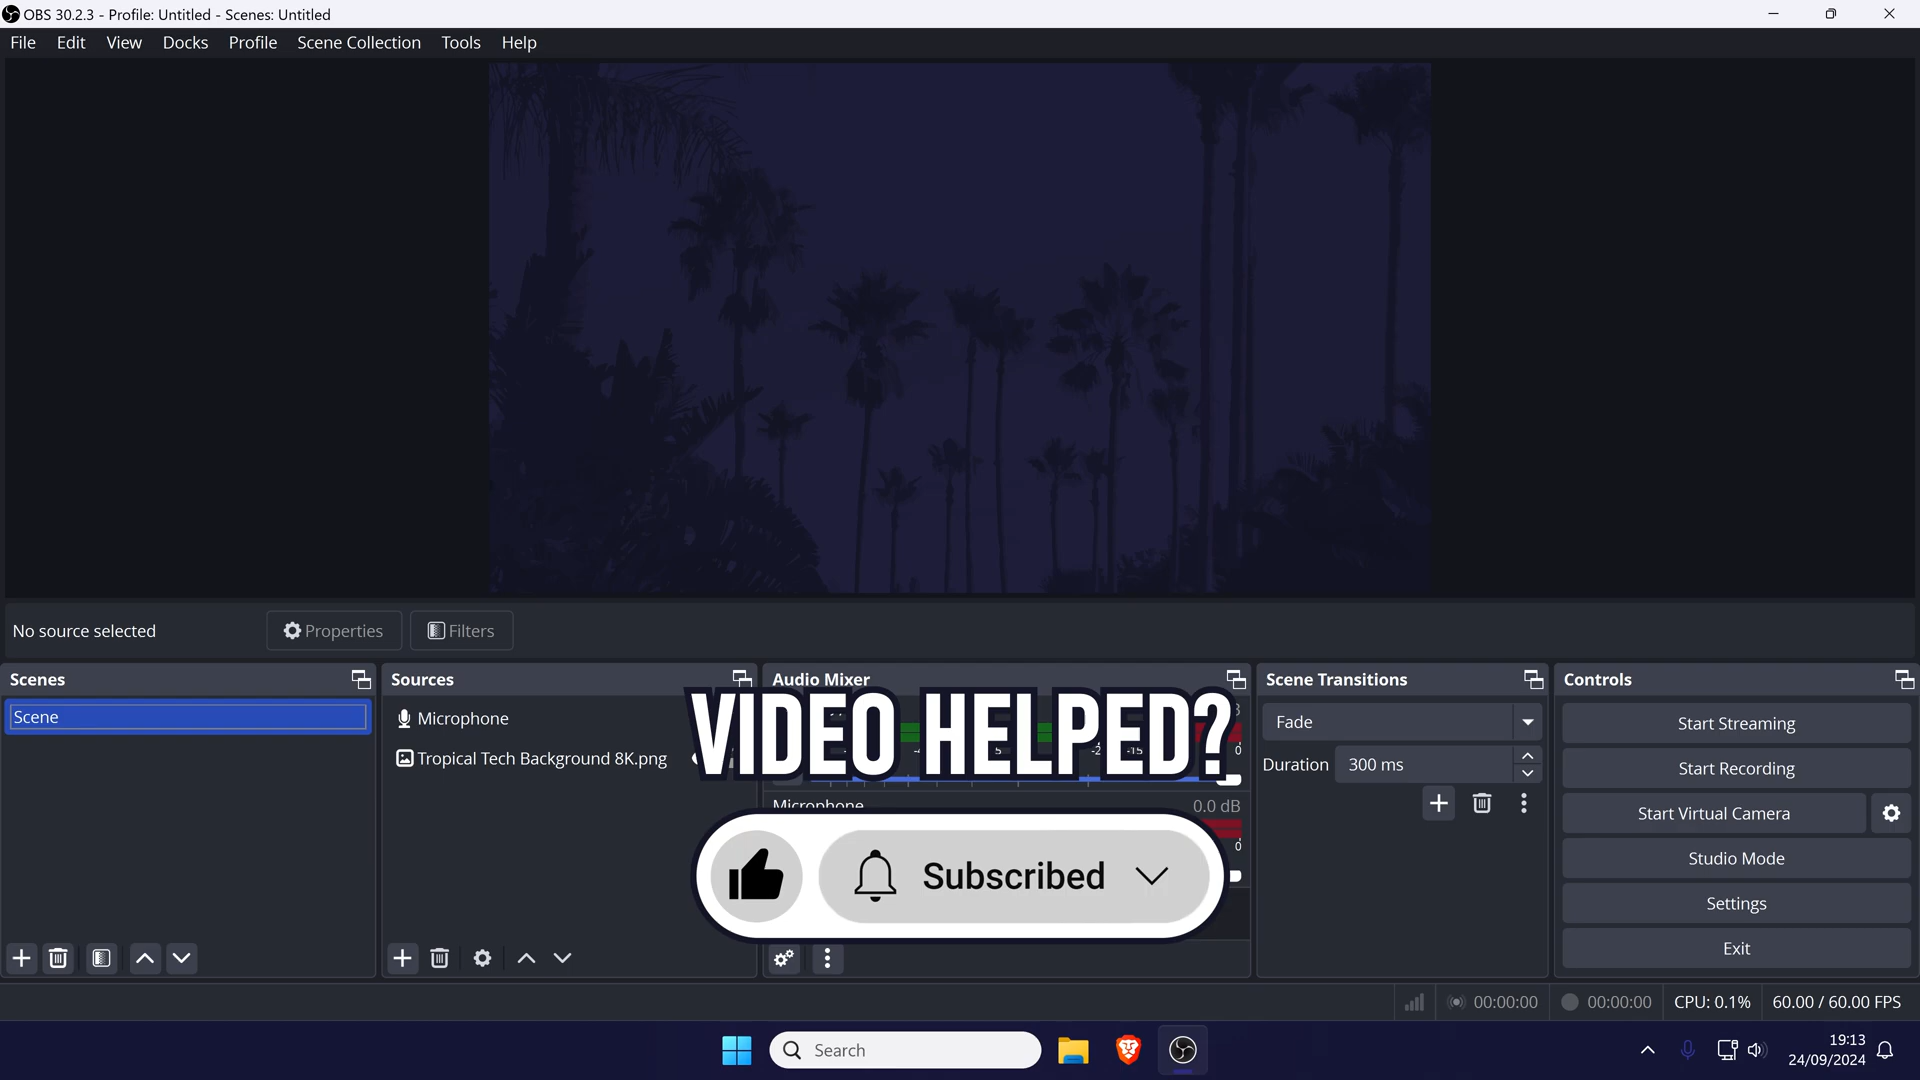 OBS 30.2.3 - Profile: Untitled - Scenes: Untitled
File Edit View Docks Profile Scene Collection Tools Help
No source selected
Properties
Filters
Scenes
Scene
Sources
Microphone
Tropical Tech Background 8K.png
Audio Mixer
VIDEO HELPED?
0
Microphone
0.0 dB
0
Subscribed
Scene Transitions
Fade
Duration 300 ms
Controls
Start Streaming
Start Recording
Start Virtual Camera
Studio Mode
Settings
Exit
00:00:00
00:00:00
CPU: 0.1%
60.00 / 60.00 FPS
Search
19:13
24/09/2024